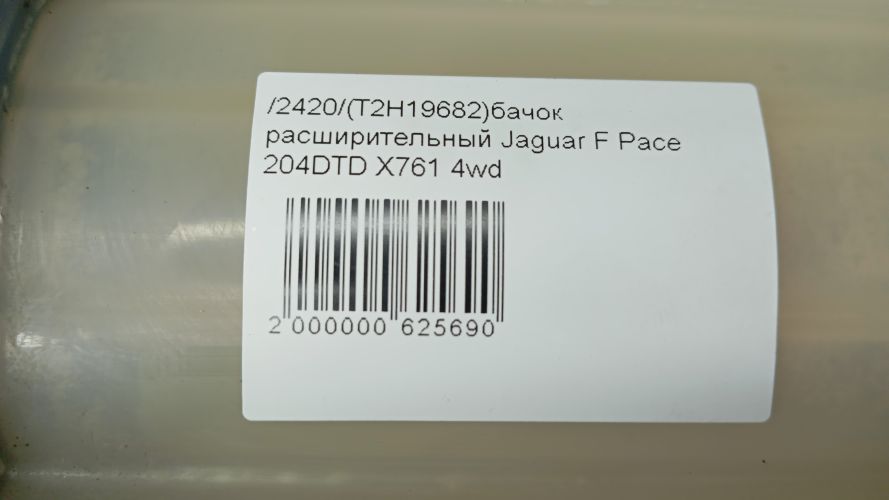 /2420/(T2H19682)бачок
расширительный Jaguar F Pace
204DTD X761 4wd
2 000000 625690